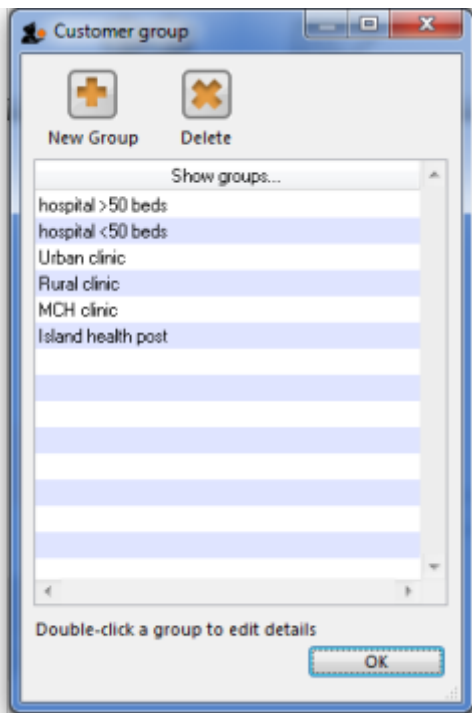 Customer group
New Group Delete
Show groups...
hospital >50 beds
hospital <50 beds
Urban clinic
Rural clinic
MCH clinic
Island health post
Double-click a group to edit details
OK